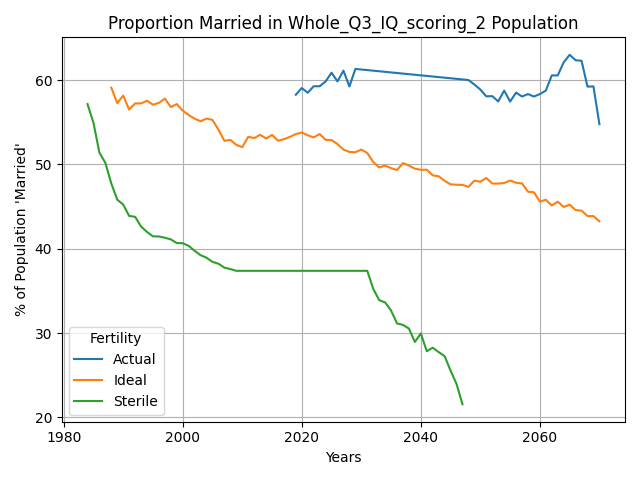 Proportion Married in Whole_Q3_IQ_scoring_2 Population
% of Population 'Married'
60
50
40
30
20
Fertility
Actual
Ideal
Sterile
1980
2000
2020
2040
2060
Years